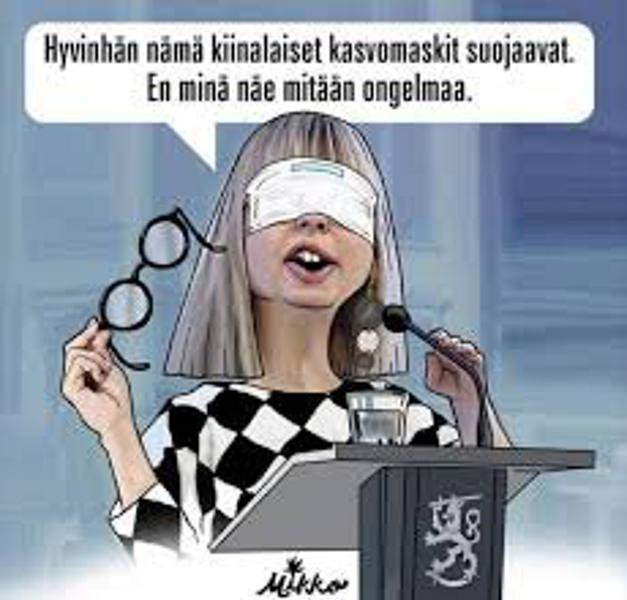 Hyvinhän nämä kiinalaiset kasvomaskit suojaavat.
En minä näe mitään ongelmaa.
Mikko